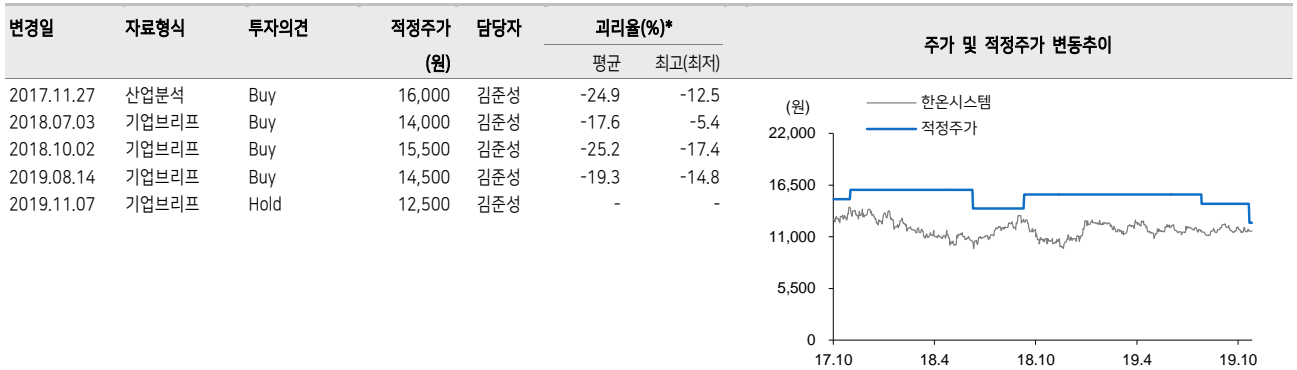 변경일 자료형식 투자의견 적정주가 담당자 괴리율(%)*
(원) 평균 최고(최저)
2017.11.27 산업분석 Buy 16,000 김준성 -24.9 -12.5
2018.07.03 기업브리프 Buy 14,000 김준성 -17.6 -5.4
2018.10.02 기업브리프 Buy 15,500 김준성 -25.2 -17.4
2019.08.14 기업브리프 Buy 14,500 김준성 -19.3 -14.8
2019.11.07 기업브리프 Hold 12,500 김준성 - -
주가 및 적정주가 변동추이
(원)
한온시스템
적정주가
22,000
16,500
11,000
5,500
0
17.10 18.4 18.10 19.4 19.10